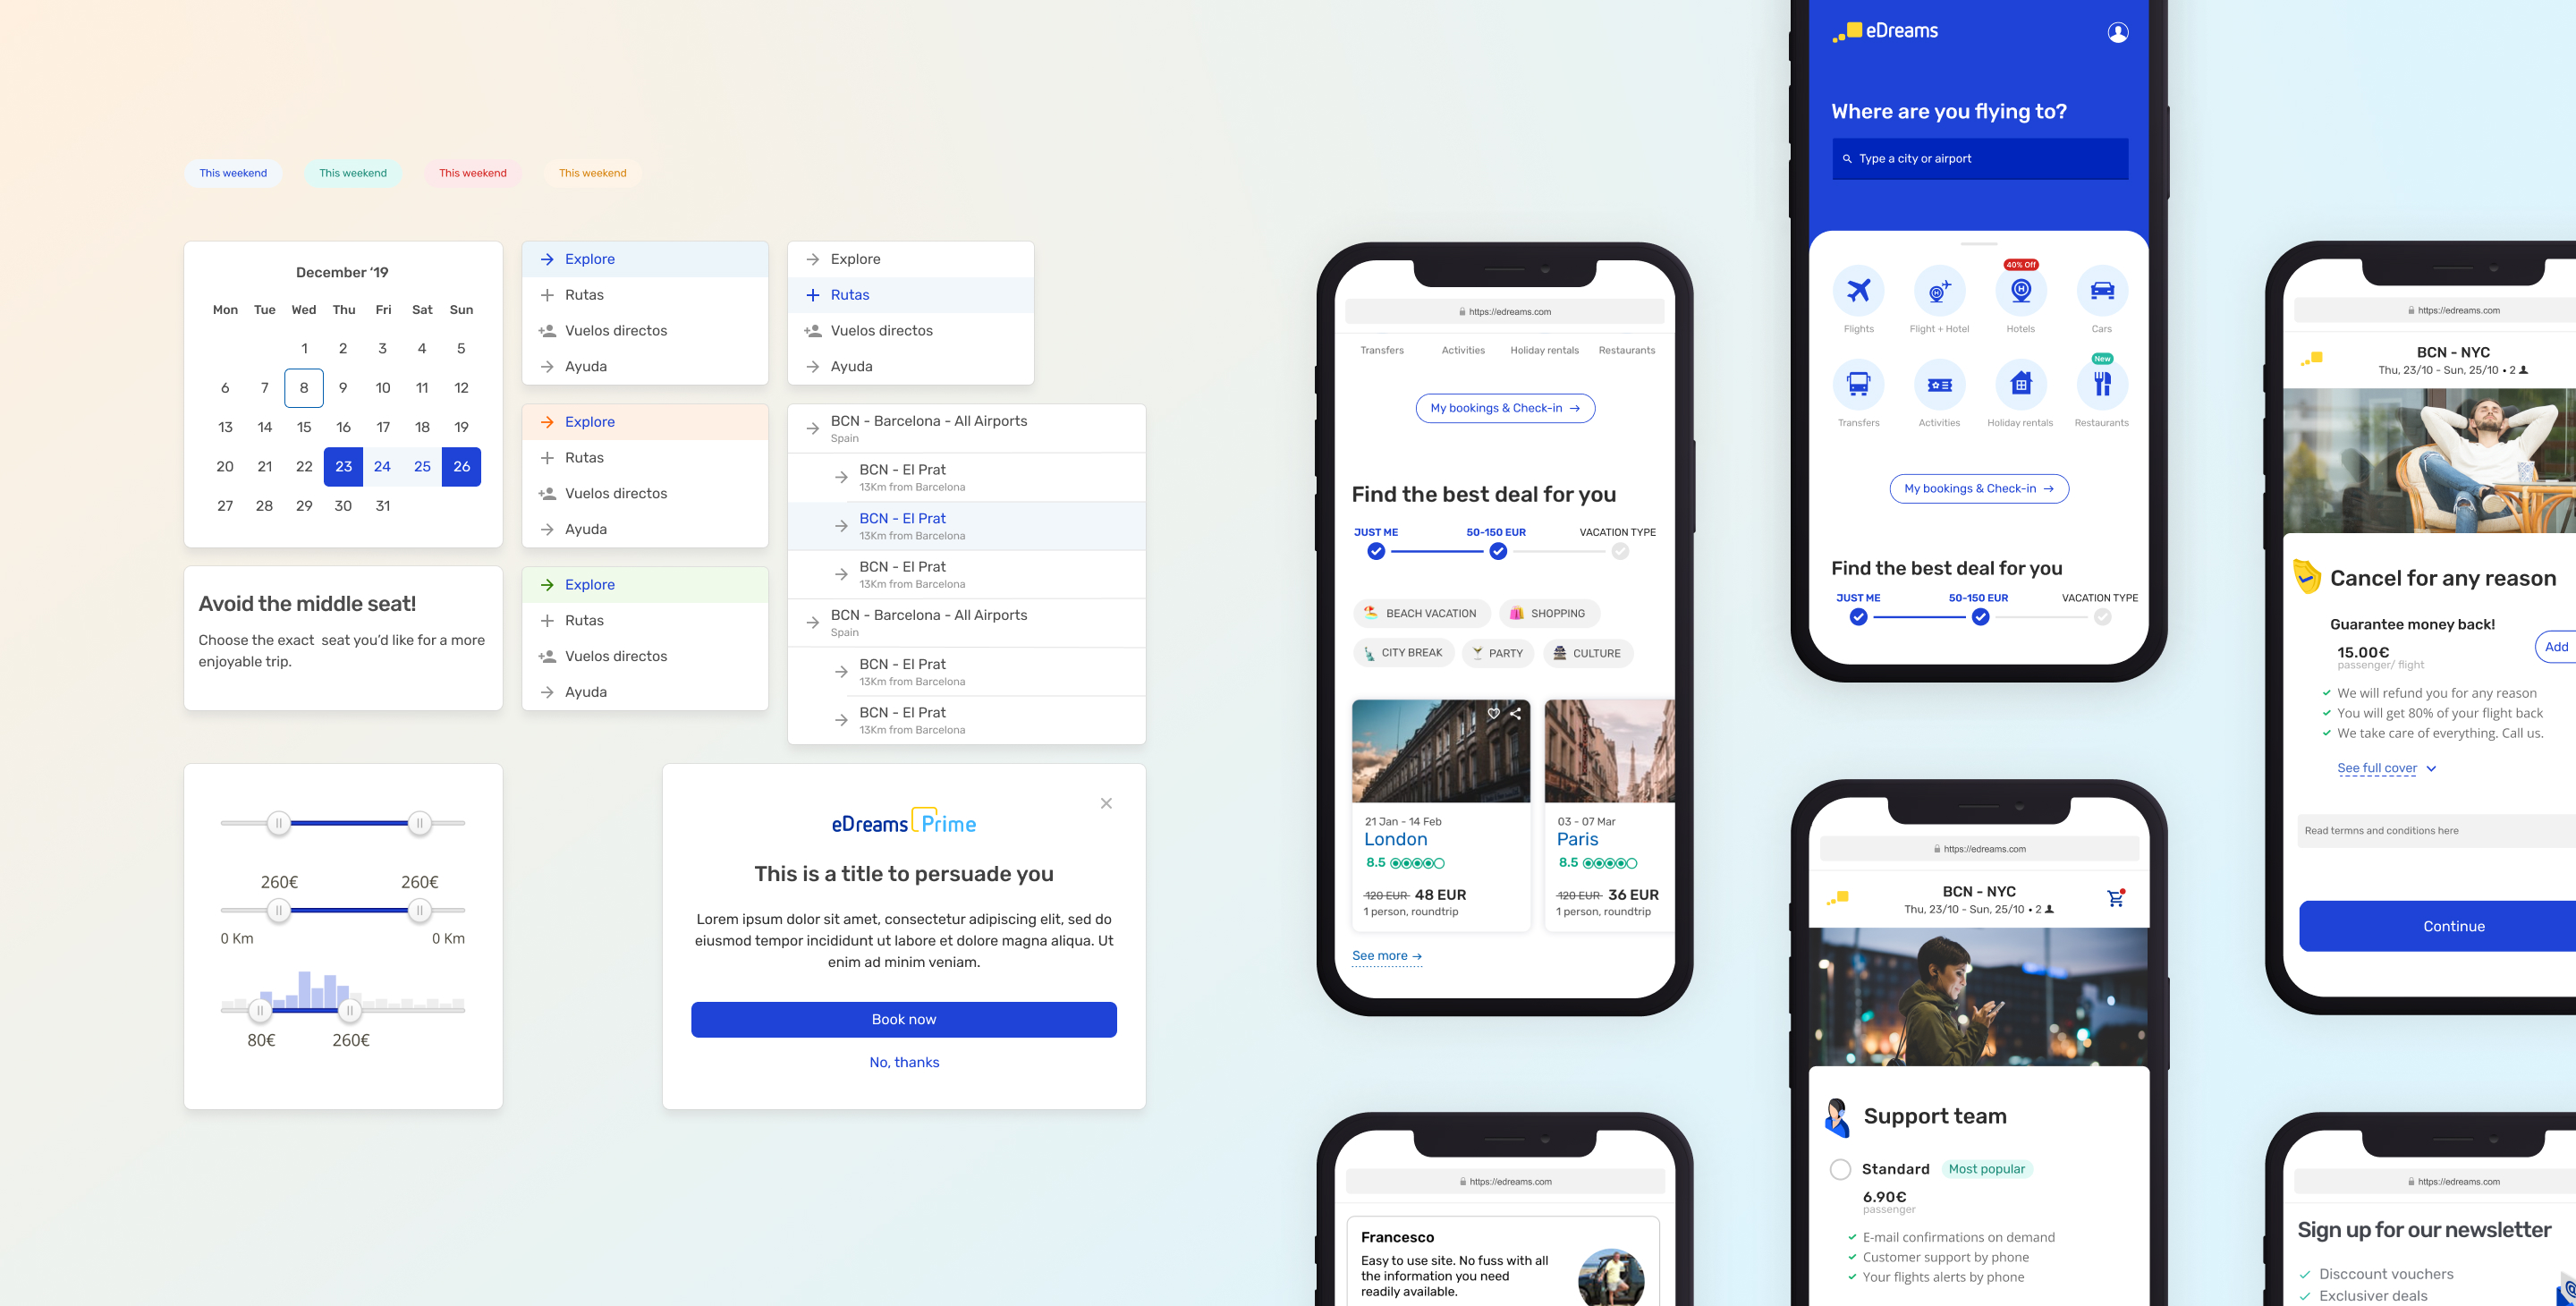 This weekend
This weekend
This weekend
This weekend
December ‘19
Mon Tue Wed Thu Fri Sat Sun
1 2 3 4 5
6 7 8 9 10 11 12
13 14 15 16 17 18 19
20 21 22 23 24 25 26
27 28 29 30 31
Explore
Rutas
Vuelos directos
Ayuda
Explore
Rutas
Vuelos directos
Ayuda
Explore
Rutas
Vuelos directos
Ayuda
Explore
Rutas
Vuelos directos
Ayuda
BCN - Barcelona - All Airports
Spain
BCN - El Prat
13Km from Barcelona
BCN - El Prat
13Km from Barcelona
BCN - El Prat
13Km from Barcelona
BCN - Barcelona - All Airports
Spain
BCN - El Prat
13Km from Barcelona
BCN - El Prat
13Km from Barcelona
Avoid the middle seat!
Choose the exact seat you’d like for a more
enjoyable trip.
260€ 260€
0 Km 0 Km
80€ 260€
eDreams Prime
This is a title to persuade you
Lorem ipsum dolor sit amet, consectetur adipiscing elit, sed do
eiusmod tempor incididunt ut labore et dolore magna aliqua. Ut
enim ad minim veniam.
Book now
No, thanks
https://edreams.com
Transfers Activities Holiday rentals Restaurants
My bookings & Check-in →
Find the best deal for you
JUST ME 50-150 EUR VACATION TYPE
BEACH VACATION SHOPPING
CITY BREAK PARTY CULTURE
21 Jan - 14 Feb
London
8.5
120 EUR 48 EUR
1 person, roundtrip
03 - 07 Mar
Paris
8.5
120 EUR 36 EUR
1 person, roundtrip
See more →
https://edreams.com
Francesco
Easy to use site. No fuss with all
the information you need
readily available.
eDreams
Where are you flying to?
Type a city or airport
40% Off
Flights Flight + Hotel Hotels Cars
New
Transfers Activities Holiday rentals Restaurants
My bookings & Check-in →
Find the best deal for you
JUST ME 50-150 EUR VACATION TYPE
https://edreams.com
BCN - NYC
Thu, 23/10 - Sun, 25/10 • 2
Support team
Standard Most popular
6.90€
passenger
E-mail confirmations on demand
Customer support by phone
Your flights alerts by phone
https://edreams.com
BCN - NYC
Thu, 23/10 - Sun, 25/10 • 2
Cancel for any reason
Guarantee money back!
15.00€
passenger/ flight
Add
We will refund you for any reason
You will get 80% of your flight back
We take care of everything. Call us.
See full cover
Read termns and conditions here
Continue
https://edreams.com
Sign up for our newsletter
Disccount vouchers
Exclusiver deals